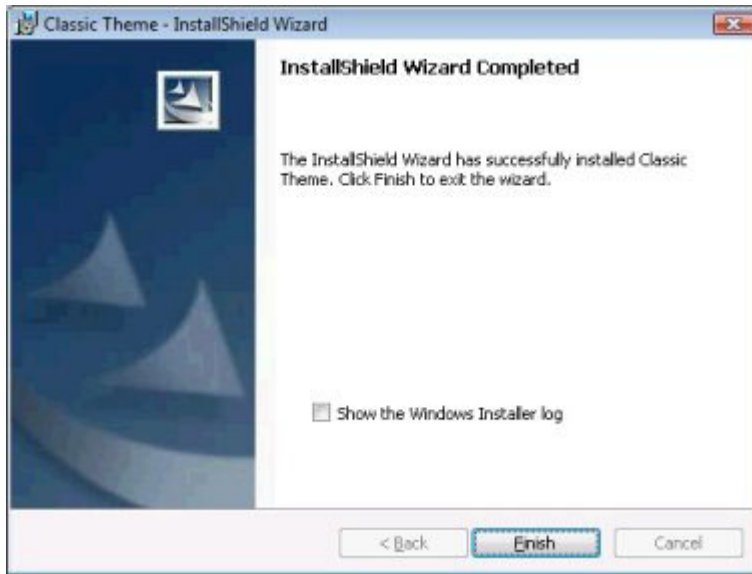 Classic Theme - InstallShield Wizard
InstallShield Wizard Completed
The InstallShield Wizard has successfully installed Classic
Theme. Click Finish to exit the wizard.
Show the Windows Installer log
< Back Finish Cancel